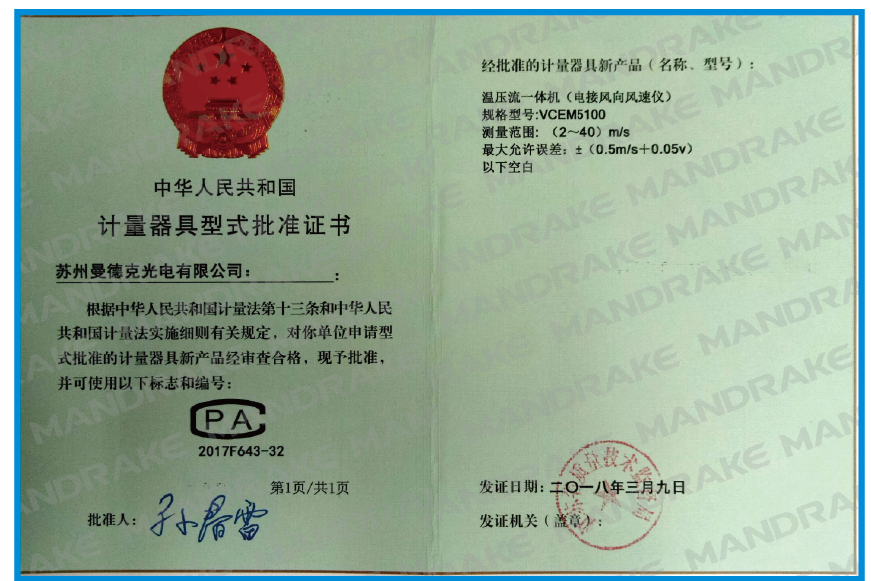 中华人民共和国
计量器具型式批准证书
苏州曼德克光电有限公司： ：
根据中华人民共和国计量法第十三条和中华人民
共和国计量法实施细则有关规定，对你单位申请型
式批准的计量器具新产品经审查合格，现予批准，
并可使用以下标志和编号：
CPA
2017F643-32
第1页/共1页
批准人：
经批准的计量器具新产品（名称、型号）：
温压流一体机（电接风向风速仪）
规格型号:VCEM5100
测量范围：（2～40）m/s
最大允许误差：±（0.5m/s＋0.05v）
以下空白
发证日期：二〇一八年三月九日
发证机关（盖章）：
MANDRAKE